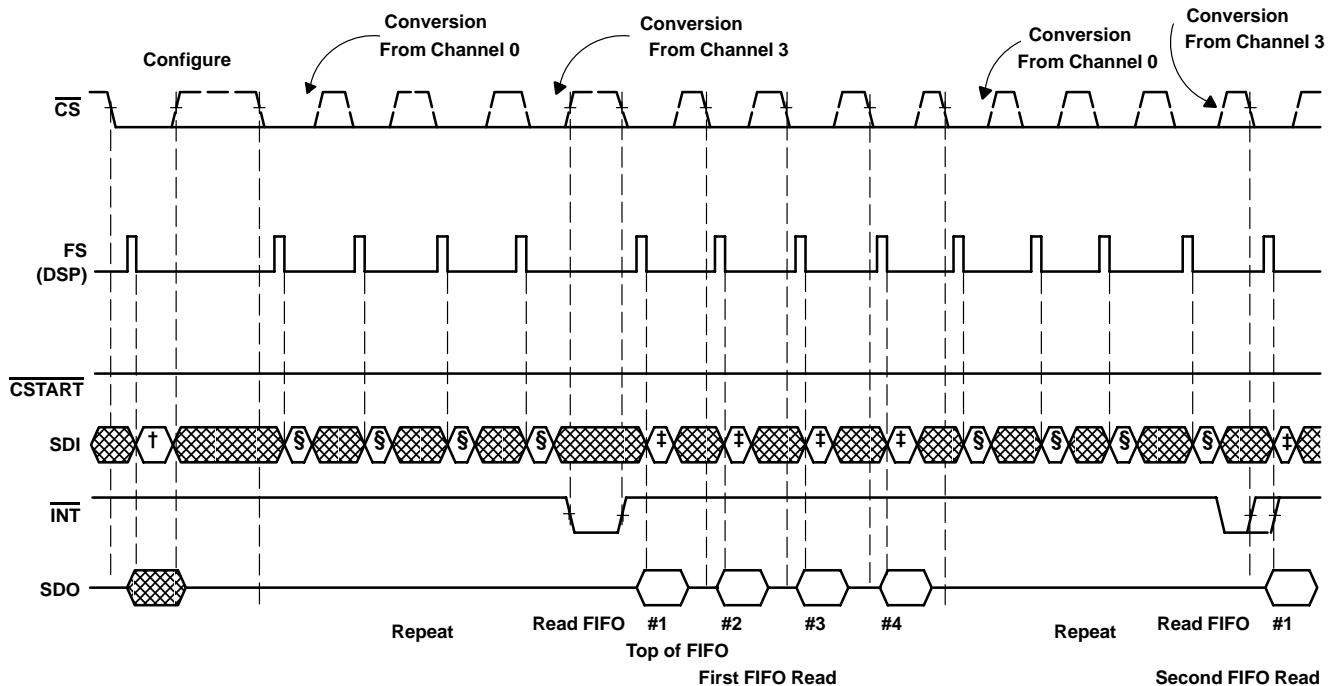 Configure
Conversion
From Channel 0
Conversion
From Channel 3
Conversion
From Channel 0
Conversion
From Channel 3
CS
FS
(DSP)
CSTART
SDI
† § § § § ‡ ‡ ‡ ‡ § § § § ‡
INT
SDO
Repeat
Read FIFO #1 #2 #3 #4
Top of FIFO
First FIFO Read
Repeat
Read FIFO #1
Second FIFO Read